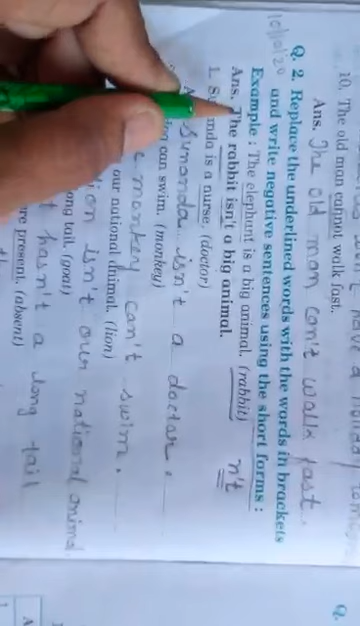 10. The old man cannot walk fast.
Ans. The old man can't walk fast.
10/10/20
Q. 2. Replace the underlined words with the words in brackets
and write negative sentences using the short forms :
Example : The elephant is a big animal. (rabbit) n't
Ans. The rabbit isn't a big animal.
1. nda is a nurse. (doctor)
Sunanda isn't a doctor.
can swim. (monkey)
monkey can't swim.
our national animal. (lion)
ion isn't our national animal
ong tail. (goat)
t hasn't a long tail
re present. (absent)
Q.